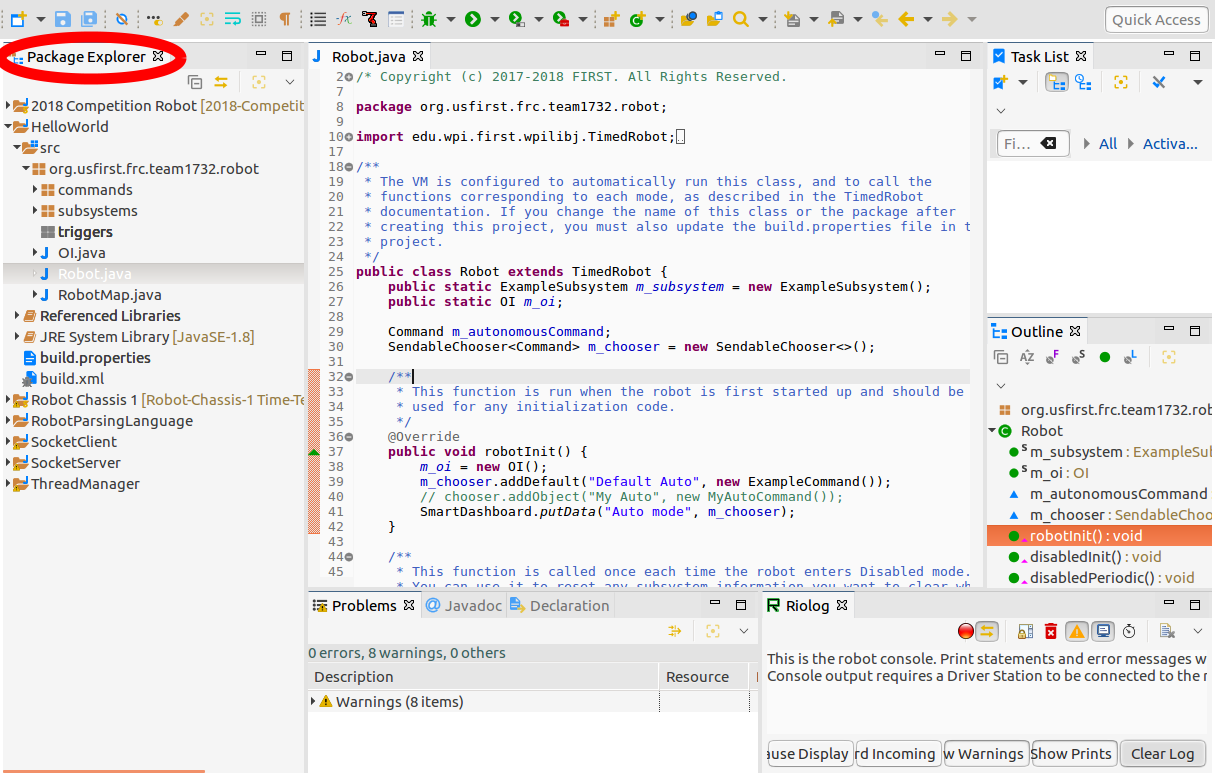 Quick Access
Package Explorer
2018 Competition Robot [2018-Competit
HelloWorld
src
org.usfirst.frc.team1732.robot
commands
subsystems
triggers
OI.java
Robot.java
RobotMap.java
Referenced Libraries
JRE System Library [JavaSE-1.8]
build.properties
build.xml
Robot Chassis 1 [Robot-Chassis-1 Time-Te
RobotParsingLanguage
SocketClient
SocketServer
ThreadManager
Robot.java
2 /* Copyright (c) 2017-2018 FIRST. All Rights Reserved.
7
8 package org.usfirst.frc.team1732.robot;
9
10 import edu.wpi.first.wpilibj.TimedRobot;
17
18 /**
19 * The VM is configured to automatically run this class, and to call the
20 * functions corresponding to each mode, as described in the TimedRobot
21 * documentation. If you change the name of this class or the package after
22 * creating this project, you must also update the build.properties file in t
23 * project.
24 */
25 public class Robot extends TimedRobot {
26 public static ExampleSubsystem m_subsystem = new ExampleSubsystem();
27 public static OI m_oi;
28
29 Command m_autonomousCommand;
30 SendableChooser<Command> m_chooser = new SendableChooser<>();
31
32 /**
33 * This function is run when the robot is first started up and should be
34 * used for any initialization code.
35 */
36 @Override
37 public void robotInit() {
38 m_oi = new OI();
39 m_chooser.addDefault("Default Auto", new ExampleCommand());
40 // chooser.addObject("My Auto", new MyAutoCommand());
41 SmartDashboard.putData("Auto mode", m_chooser);
42 }
43
44 /**
45 * This function is called once each time the robot enters Disabled mode.
* You can use it to reset any subsystem information you want to clear wh
Task List
Fi... All Activa...
Outline
org.usfirst.frc.team1732.rob
Robot
m_subsystem : ExampleSub
m_oi : OI
m_autonomousCommand
m_chooser : SendableChoo
robotInit() : void
disabledInit() : void
disabledPeriodic() : void
Problems Javadoc Declaration
0 errors, 8 warnings, 0 others
Description Resource
Warnings (8 items)
Riolog
This is the robot console. Print statements and error messages w
Console output requires a Driver Station to be connected to the r
ause Display rd Incoming w Warnings Show Prints Clear Log